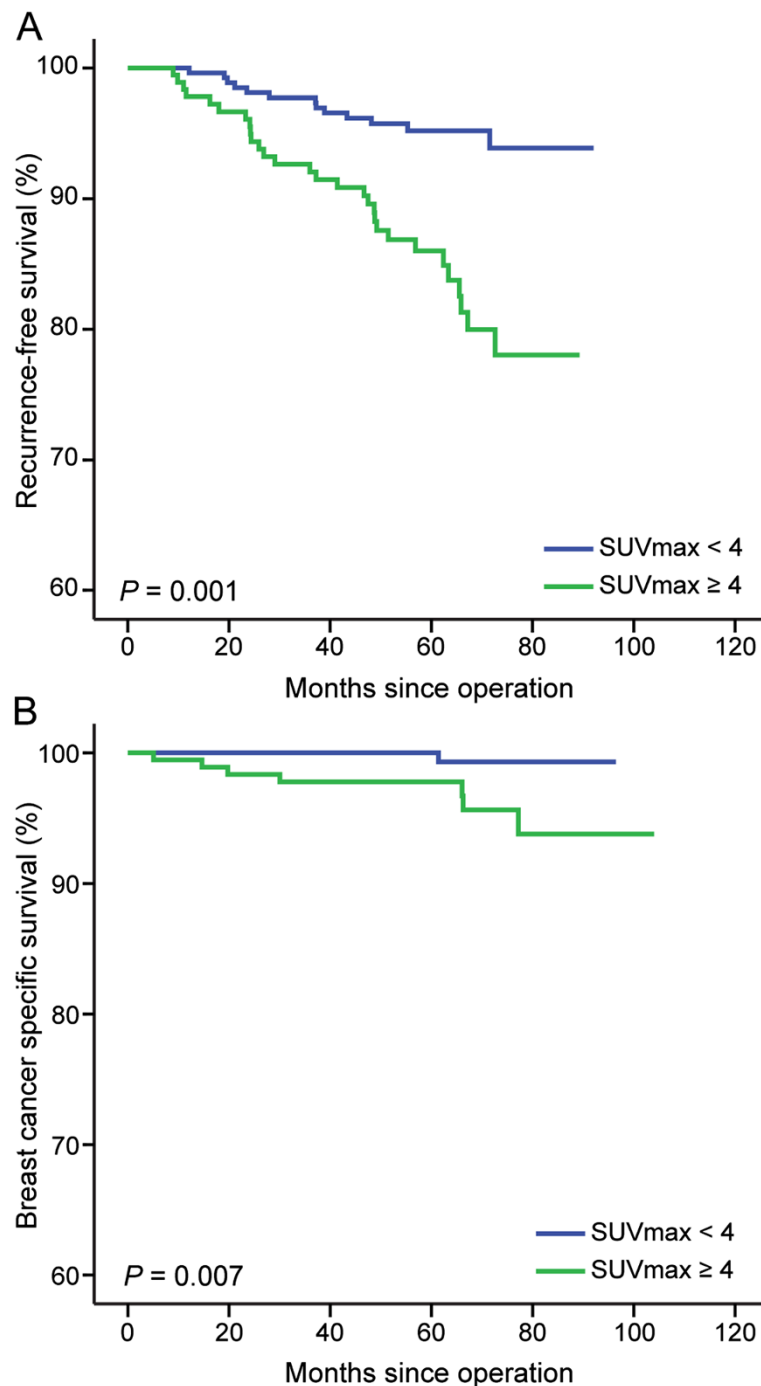 A
100
90
80
70
60
Recurrence-free survival (%)
SUVmax < 4
SUVmax ≥ 4
P = 0.001
0 20 40 60 80 100 120
Months since operation
B
100
90
80
70
60
Breast cancer specific survival (%)
SUVmax < 4
SUVmax ≥ 4
P = 0.007
0 20 40 60 80 100 120
Months since operation